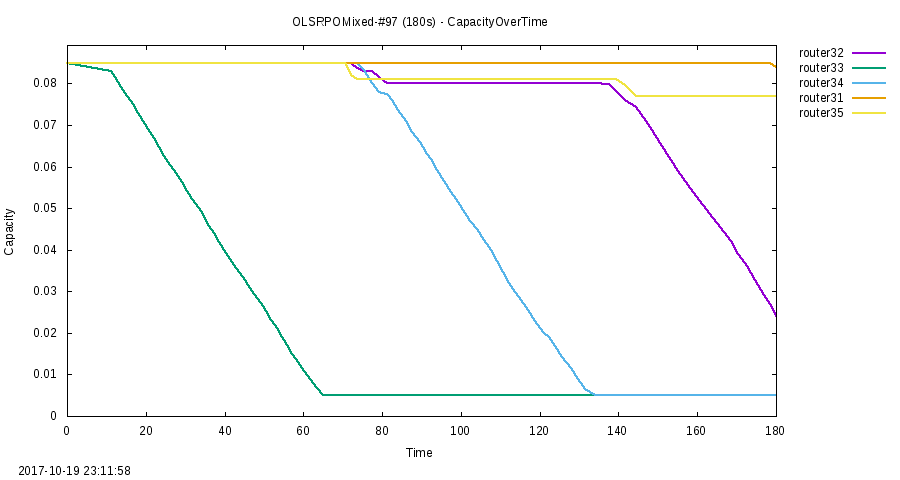 OLSRPOMixed-#97 (180s) - CapacityOverTime
router32
router33
router34
router31
router35
0.08
0.07
0.06
0.05
0.04
0.03
0.02
0.01
0
Capacity
0 20 40 60 80 100 120 140 160 180
Time
2017-10-19 23:11:58